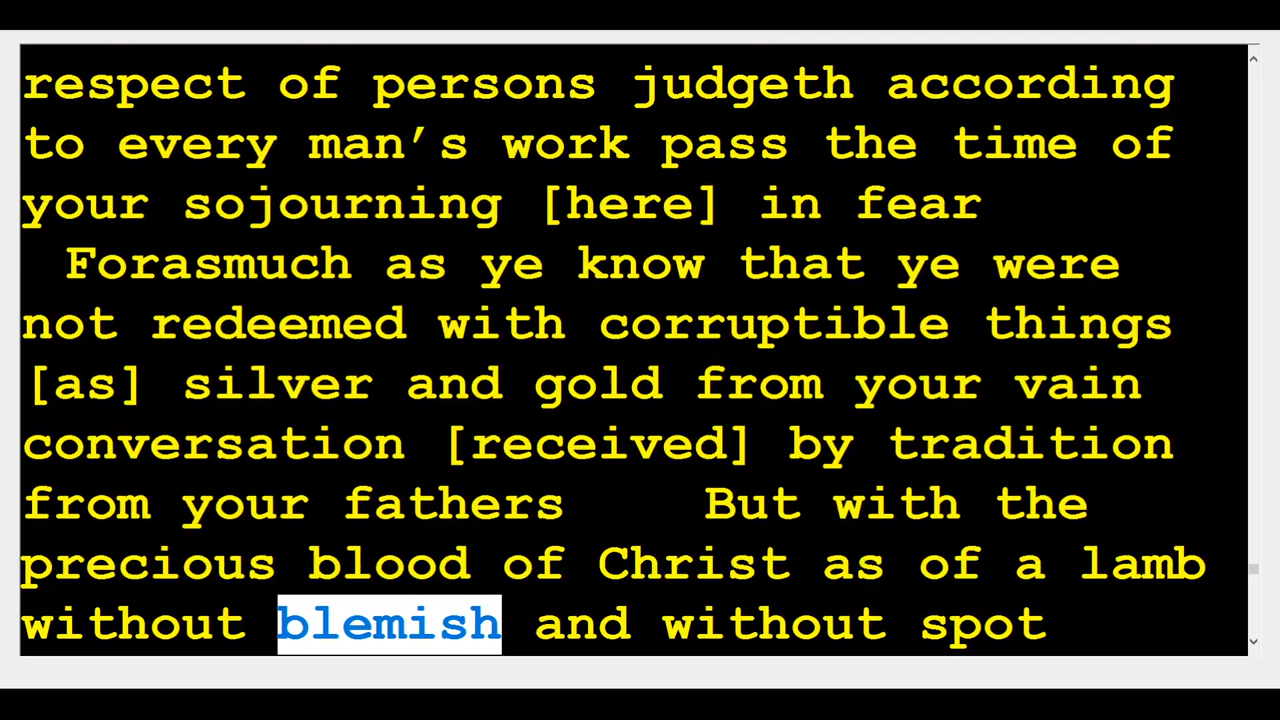 respect of persons judgeth according
to every man’s work pass the time of
your sojourning [here] in fear
Forasmuch as ye know that ye were
not redeemed with corruptible things
[as] silver and gold from your vain
conversation [received] by tradition
from your fathers But with the
precious blood of Christ as of a lamb
without blemish and without spot